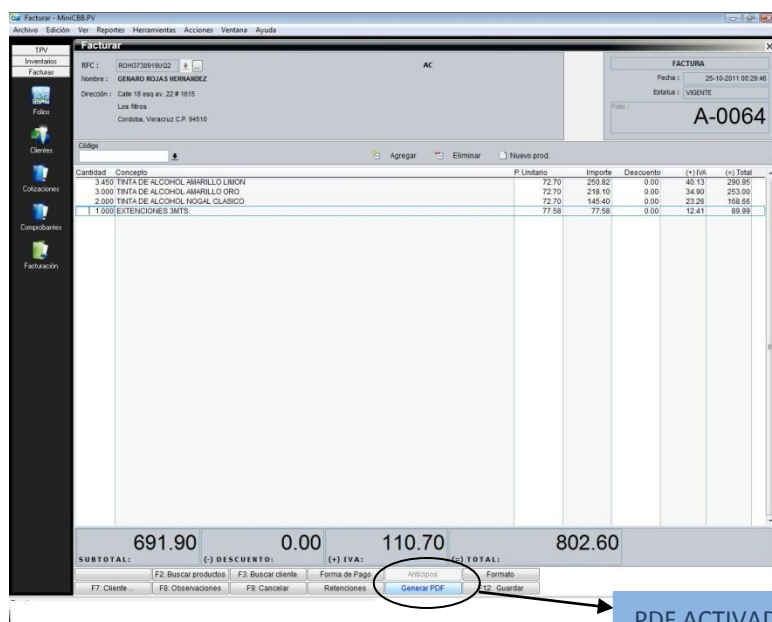 Facturar - MiniCBB.PV
Archivo Edición Ver Reportes Herramientas Acciones Ventana Ayuda
TPV
Inventarios
Facturas
Folios
Clientes
Cotizaciones
Comprobantes
Facturación
Facturar
RFC : ROHG730919UQ2 ...
AC
Nombre : GENARO ROJAS HERNANDEZ
Dirección : Calle 18 esq av. 22 # 1615
Los filtros
Cordoba, Veracruz C.P. 94510
FACTURA
Fecha : 25-10-2011 00:29:46
Estatus : VIGENTE
Folio :
A-0064
Código
Agregar Eliminar Nuevo prod.
Cantidad Concepto P. Unitario Importe Descuento (+) IVA (=) Total
3.450 TINTA DE ALCOHOL AMARILLO LIMON 72.70 250.82 0.00 40.13 290.95
3.000 TINTA DE ALCOHOL AMARILLO ORO 72.70 218.10 0.00 34.90 253.00
2.000 TINTA DE ALCOHOL NOGAL CLASICO 72.70 145.40 0.00 23.26 168.66
1.000 EXTENCIONES 3MTS. 77.58 77.58 0.00 12.41 89.99
691.90 0.00 110.70 802.60
SUBTOTAL: (-) DESCUENTO: (+) IVA: (=) TOTAL:
F2: Buscar productos F3: Buscar cliente Forma de Pago Anticipos Formato
F7: Cliente ... F8: Observaciones F9: Cancelar Retenciones Generar PDF F12: Guardar
PDF ACTIVAD